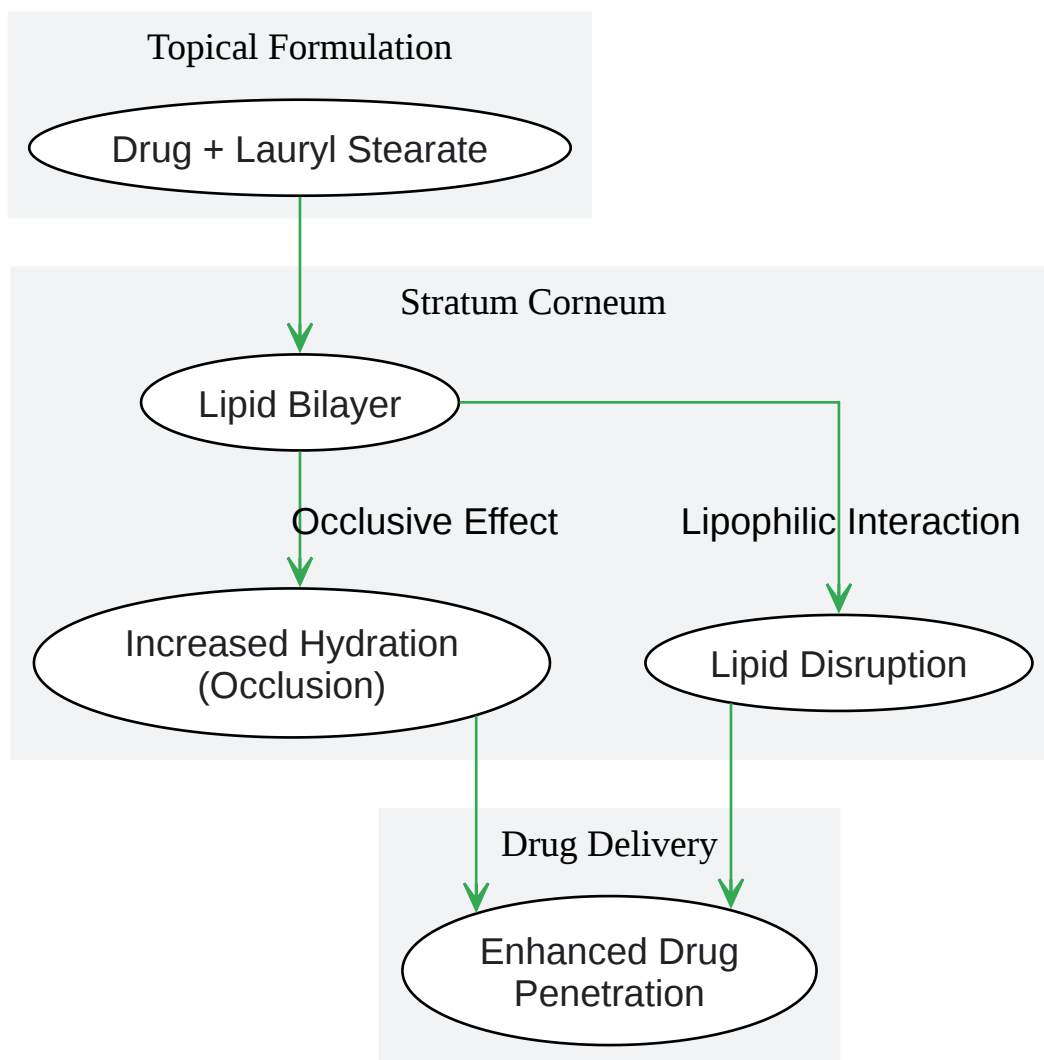 Topical Formulation
Drug + Lauryl Stearate
Stratum Corneum
Lipid Bilayer
Occlusive Effect
Lipophilic Interaction
Increased Hydration
(Occlusion)
Lipid Disruption
Drug Delivery
Enhanced Drug
Penetration